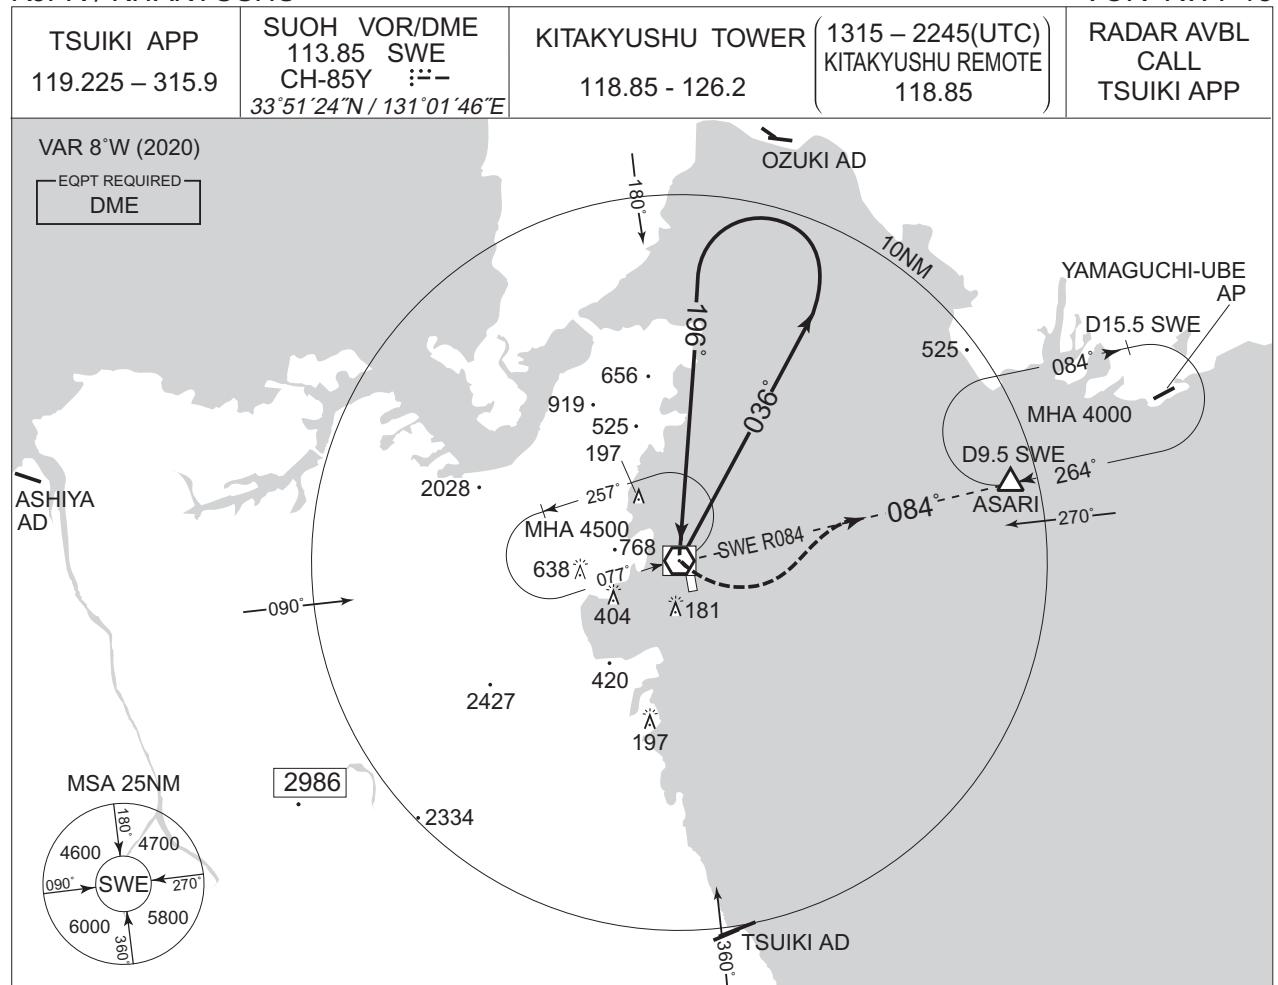 TSUIKI APP
119.225 – 315.9
SUOH VOR/DME
113.85 SWE
CH-85Y
33˚51´24˝N / 131˚01´46˝E
KITAKYUSHU TOWER
118.85 - 126.2
1315 – 2245(UTC)
KITAKYUSHU REMOTE
118.85
RADAR AVBL
CALL
TSUIKI APP
VAR 8˚W (2020)
EQPT REQUIRED
DME
OZUKI AD
180˚
10NM
YAMAGUCHI-UBE
AP
D15.5 SWE
525
084˚
196˚
656
919
036˚
525
MHA 4000
197
D9.5 SWE
264˚
2028
257˚
ASARI
ASHIYA
AD
084˚
270˚
MHA 4500
SWE R084
768
638
077˚
404
181
090˚
420
2427
197
MSA 25NM
2986
2334
180˚
4600
4700
090˚
SWE
270˚
6000
5800
360˚
TSUIKI AD
360˚